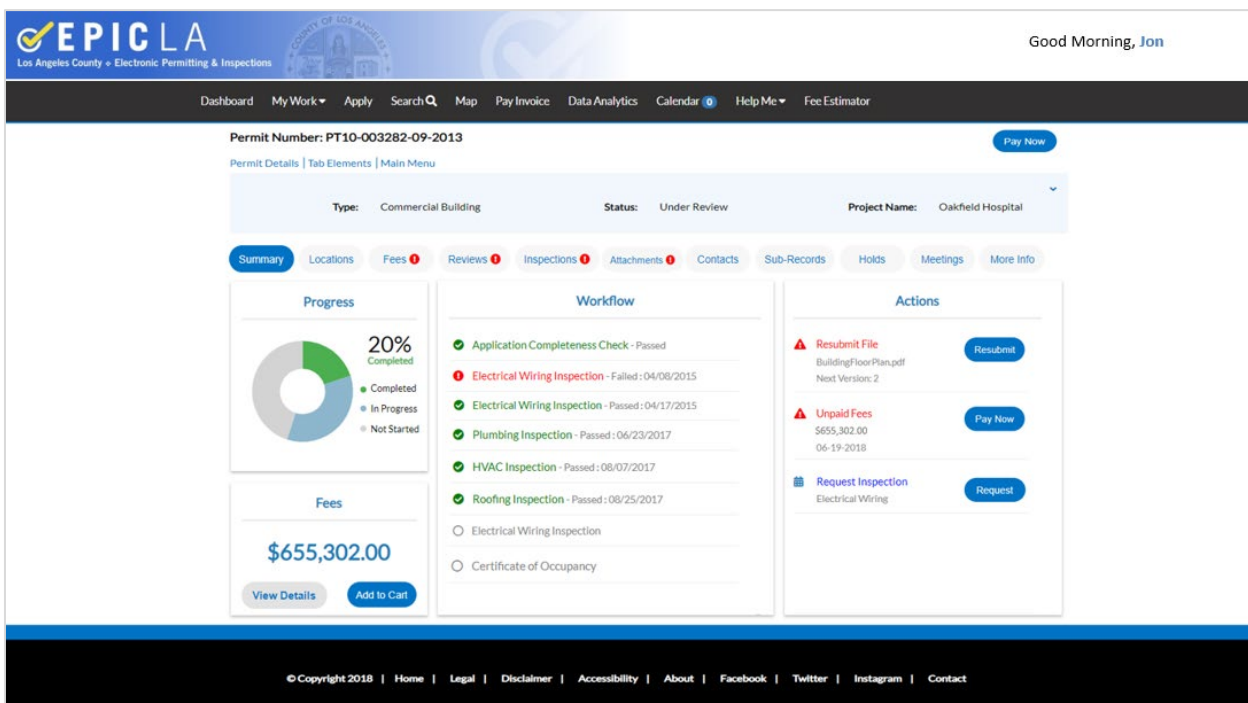 EPIC LA
Los Angeles County ⋄ Electronic Permitting & Inspections
COUNTY OF LOS ANGELES
Good Morning, Jon
Dashboard My Work Apply Search Map Pay Invoice Data Analytics Calendar 0 Help Me Fee Estimator
Permit Number: PT10-003282-09-2013
Pay Now
Permit Details | Tab Elements | Main Menu
Type: Commercial Building Status: Under Review Project Name: Oakfield Hospital
Summary Locations Fees Reviews Inspections Attachments Contacts Sub-Records Holds Meetings More Info
Progress
20%
Completed
Completed
In Progress
Not Started
Fees
$655,302.00
View Details Add to Cart
Workflow
Application Completeness Check - Passed
Electrical Wiring Inspection - Failed : 04/08/2015
Electrical Wiring Inspection - Passed : 04/17/2015
Plumbing Inspection - Passed : 06/23/2017
HVAC Inspection - Passed : 08/07/2017
Roofing Inspection - Passed : 08/25/2017
Electrical Wiring Inspection
Certificate of Occupancy
Actions
Resubmit File
BuildingFloorPlan.pdf
Next Version: 2
Resubmit
Unpaid Fees
$655,302.00
06-19-2018
Pay Now
Request Inspection
Electrical Wiring
Request
© Copyright 2018 | Home | Legal | Disclaimer | Accessibility | About | Facebook | Twitter | Instagram | Contact